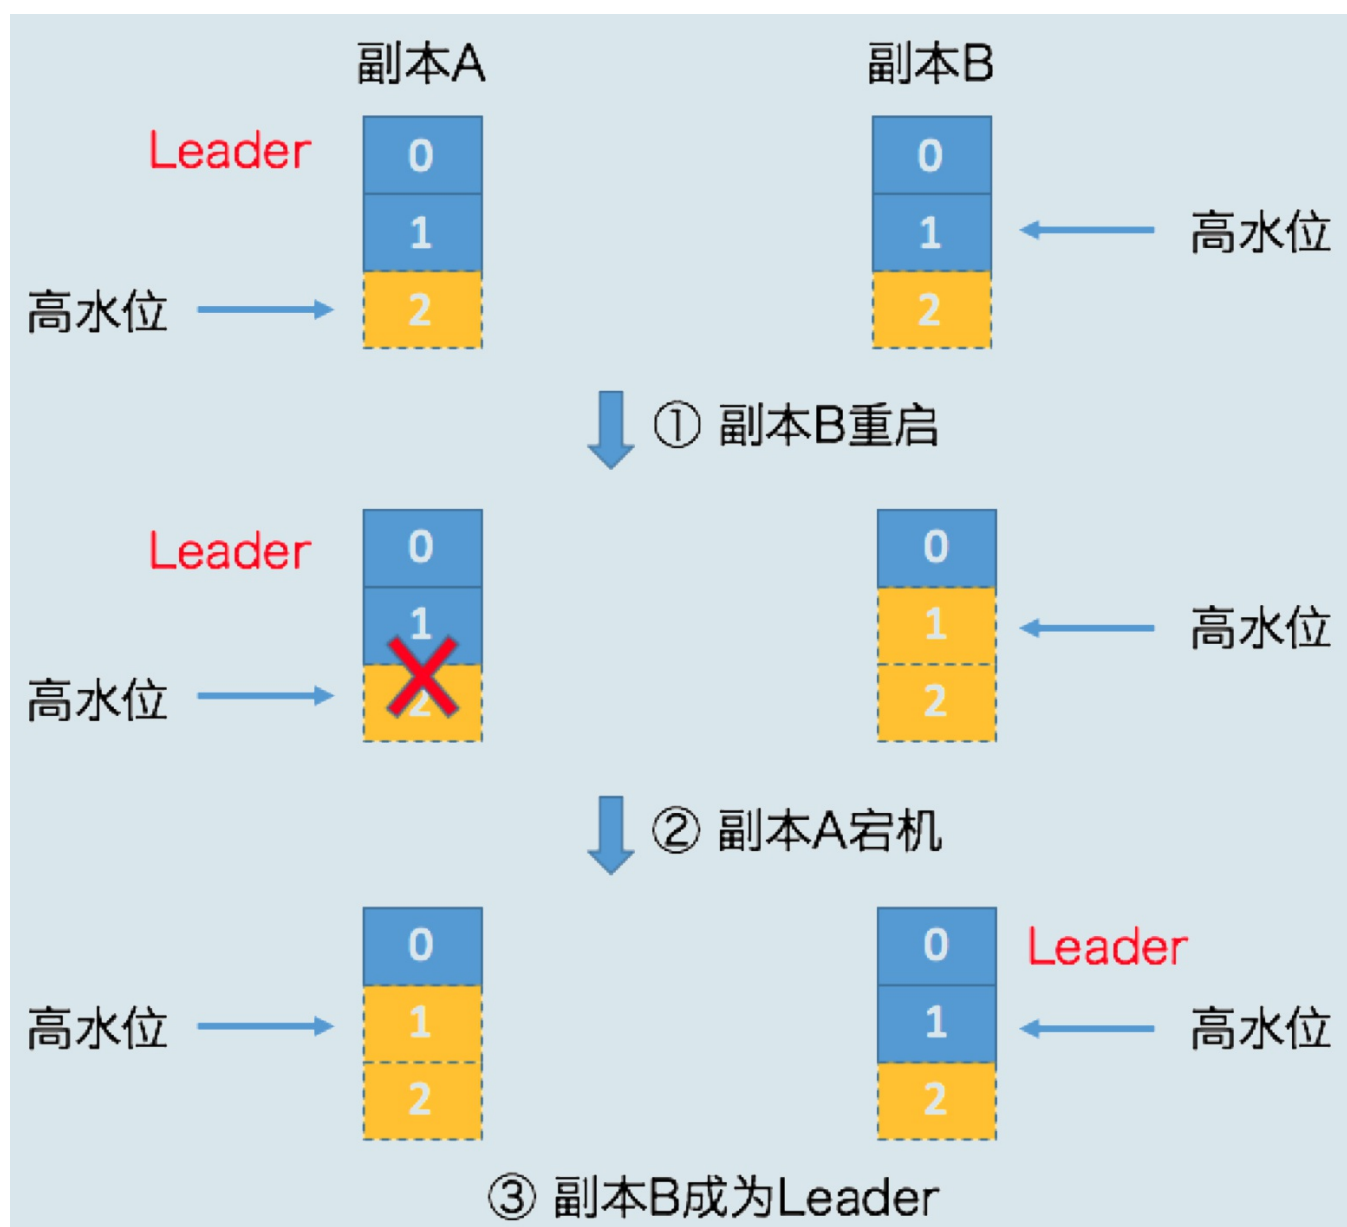 副本A 副本B
Leader 0 0
1 1 高水位
高水位 2 2
① 副本B重启
Leader 0 0
1 1 高水位
高水位 2 2
② 副本A宕机
0 0 Leader
高水位 1 1 高水位
2 2
③ 副本B成为Leader